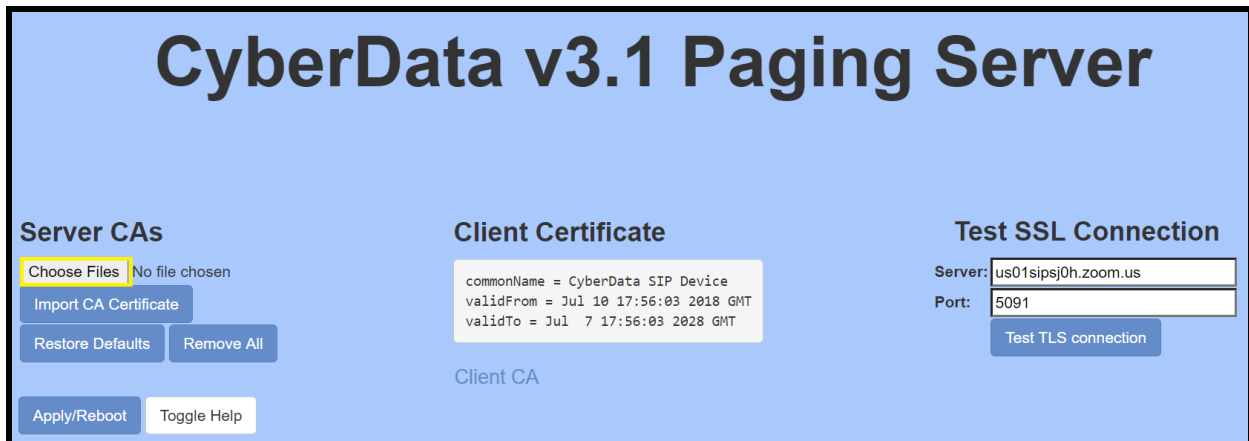 CyberData v3.1 Paging Server
Server CAs
Choose Files No file chosen
Import CA Certificate
Restore Defaults Remove All
Apply/Reboot Toggle Help
Client Certificate
commonName = CyberData SIP Device
validFrom = Jul 10 17:56:03 2018 GMT
validTo = Jul  7 17:56:03 2028 GMT
Client CA
Test SSL Connection
Server: us01sipsj0h.zoom.us
Port: 5091
Test TLS connection